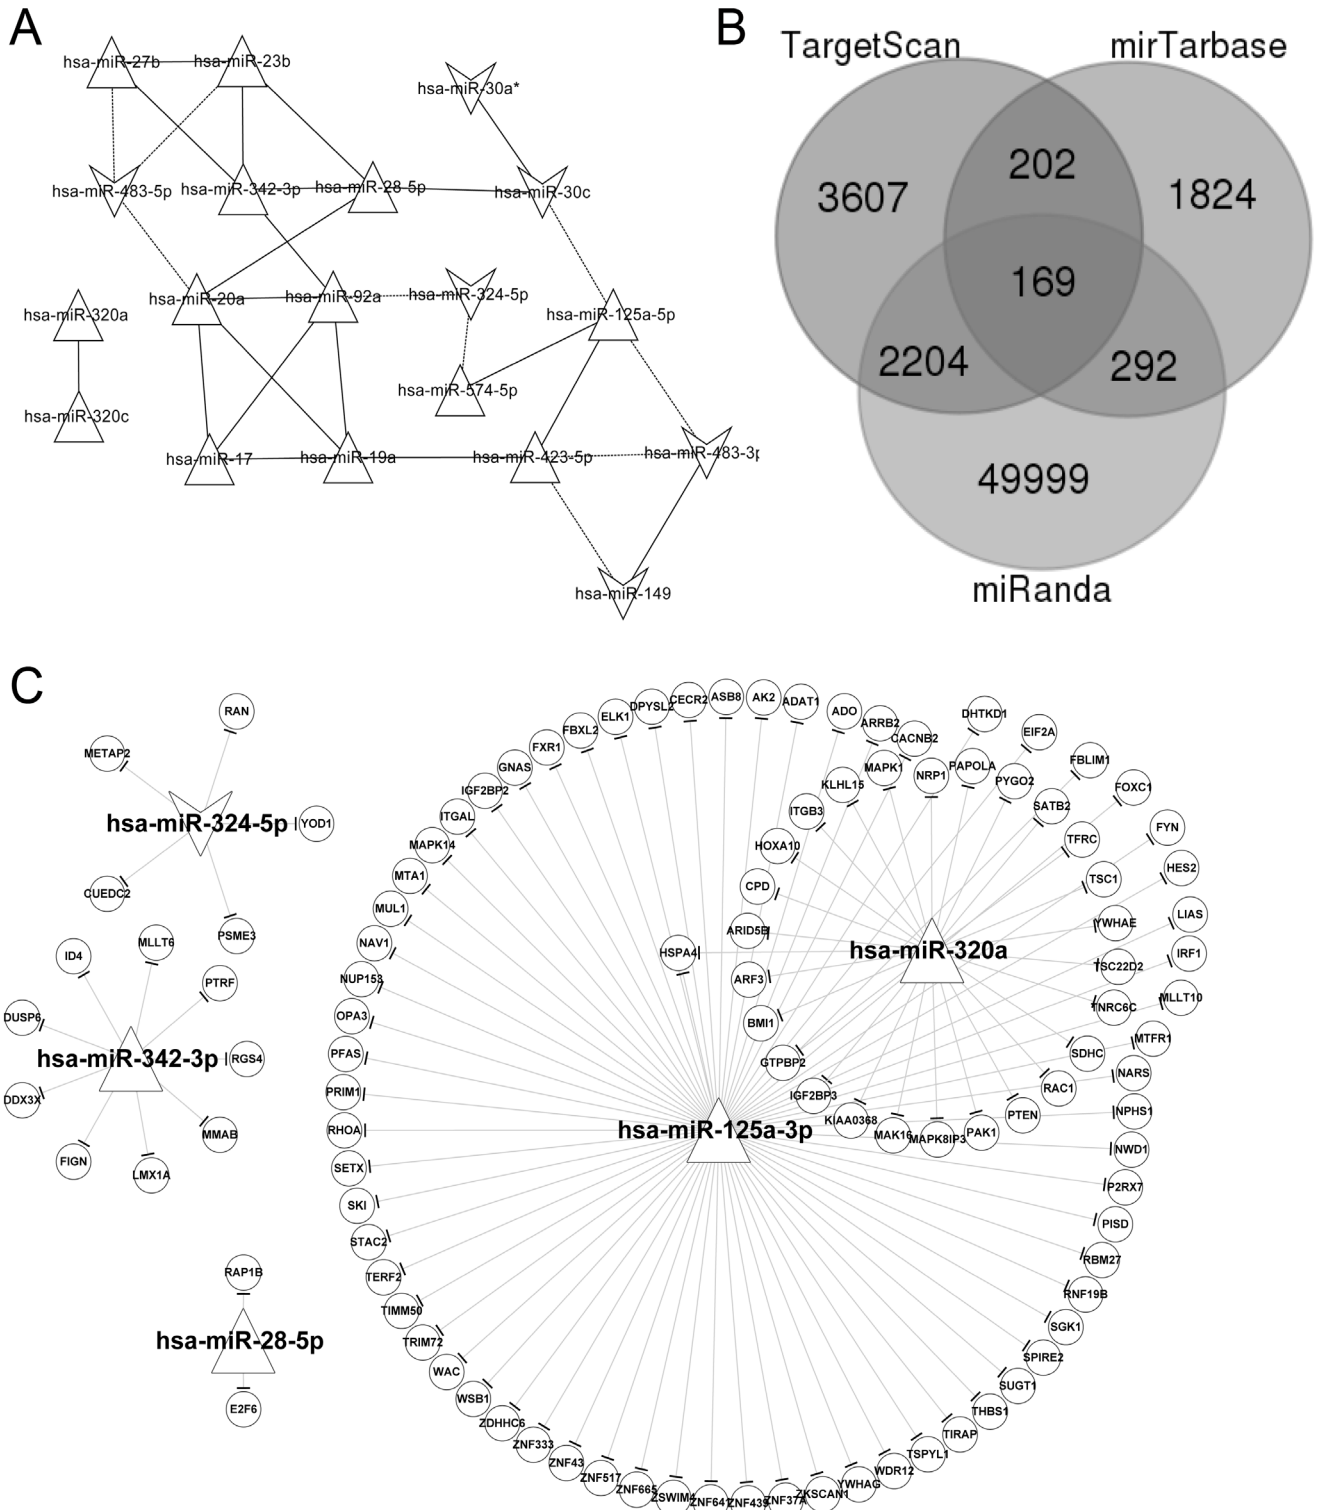 A
B
hsa-miR-27b
hsa-miR-23b
hsa-miR-30a*
hsa-miR-483-5p
hsa-miR-342-3p
hsa-miR-28-5p
hsa-miR-30c
hsa-miR-20a
hsa-miR-92a
hsa-miR-324-5p
hsa-miR-320a
hsa-miR-125a-5p
hsa-miR-574-5p
hsa-miR-320c
hsa-miR-17
hsa-miR-19a
hsa-miR-423-5p
hsa-miR-483-3p
hsa-miR-149
TargetScan
mirTarbase
202
3607
1824
169
2204
292
49999
miRanda
C
RAN
METAP2
hsa-miR-324-5p
YOD1
CUEDC2
PSME3
ID4
MLLT6
PTRF
DUSP6
hsa-miR-342-3p
RGS4
DDX3X
MMAB
FIGN
LMX1A
RAP1B
hsa-miR-28-5p
E2F6
DPYSL2
CECR2
ASB8
AK2
ADAT1
ADO
ARRB2
CACNB2
DHTKD1
EIF2A
FBLIM1
FOXC1
FYN
HES2
LIAS
IRF1
MLLT10
MTFR1
NARS
NPHS1
NWD1
P2RX7
PISD
RBM27
RNF19B
SGK1
SPIRE2
SUGT1
THBS1
TIRAP
TSPYL1
WDR12
YWHAG
ZKSCAN1
ZNF37A
ZNF439
ZNF641
ZSWIM4
ZNF665
ZNF517
ZNF43
ZNF333
ZDHHC6
WSB1
WAC
TRIM72
TIMM50
TERF2
STAC2
SKI
SETX
RHOA
PRIM1
PFAS
OPA3
NUP153
NAV1
MUL1
MTA1
MAPK14
ITGAL
IGF2BP2
GNAS
FXR1
FBXL2
ELK1
HSPA4
hsa-miR-125a-3p
hsa-miR-320a
KLHL15
MAPK1
NRP1
PAPOLA
PYGO2
SATB2
TFRC
TSC1
YWHAE
TSC22D2
TNRC6C
SDHC
RAC1
PTEN
PAK1
MAPK8IP3
MAK16
KIAA0368
IGF2BP3
GTPBP2
BMI1
ARF3
ARID5B
CPD
HOXA10
ITGB3